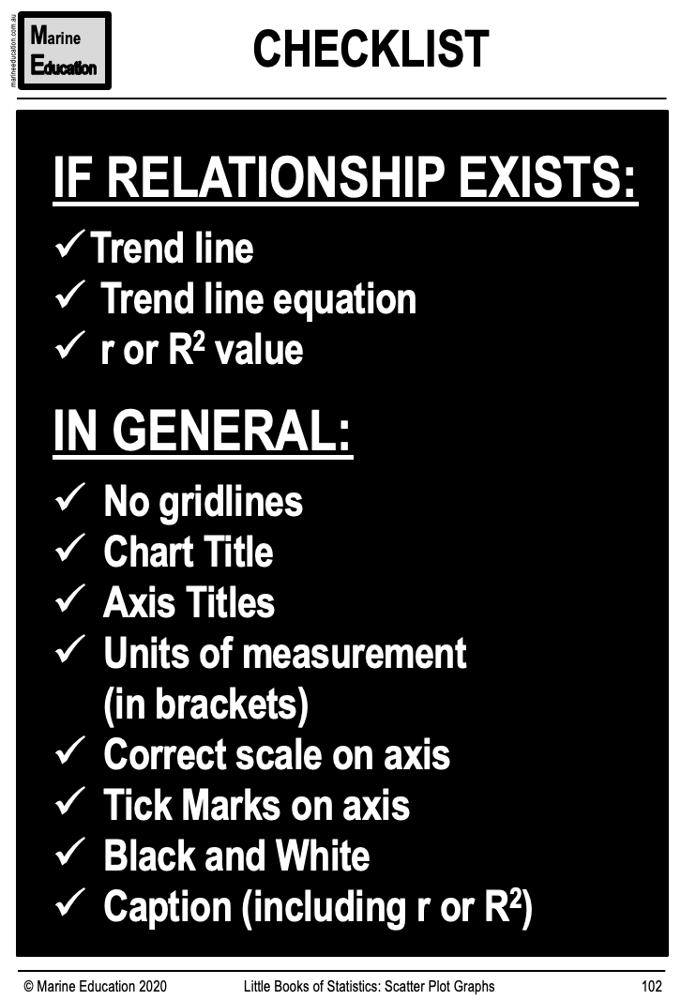 marineeducation.com.au
Marine
Education
CHECKLIST
IF RELATIONSHIP EXISTS:
✓ Trend line
✓ Trend line equation
✓ r or R² value
IN GENERAL:
✓ No gridlines
✓ Chart Title
✓ Axis Titles
✓ Units of measurement
(in brackets)
✓ Correct scale on axis
✓ Tick Marks on axis
✓ Black and White
✓ Caption (including r or R²)
© Marine Education 2020
Little Books of Statistics: Scatter Plot Graphs
102